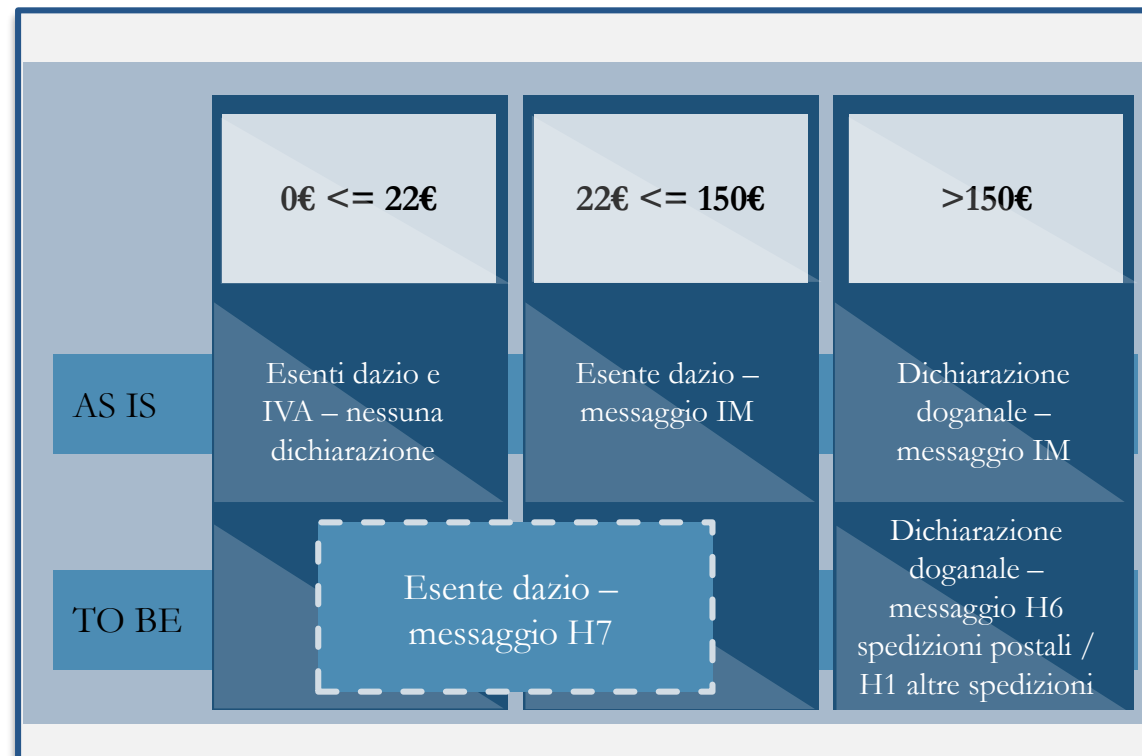 0€ <= 22€
22€ <= 150€
>150€
AS IS
Esenti dazio e
IVA – nessuna
dichiarazione
Esente dazio –
messaggio IM
Dichiarazione
doganale –
messaggio IM
TO BE
Esente dazio –
messaggio H7
Dichiarazione
doganale –
messaggio H6
spedizioni postali /
H1 altre spedizioni